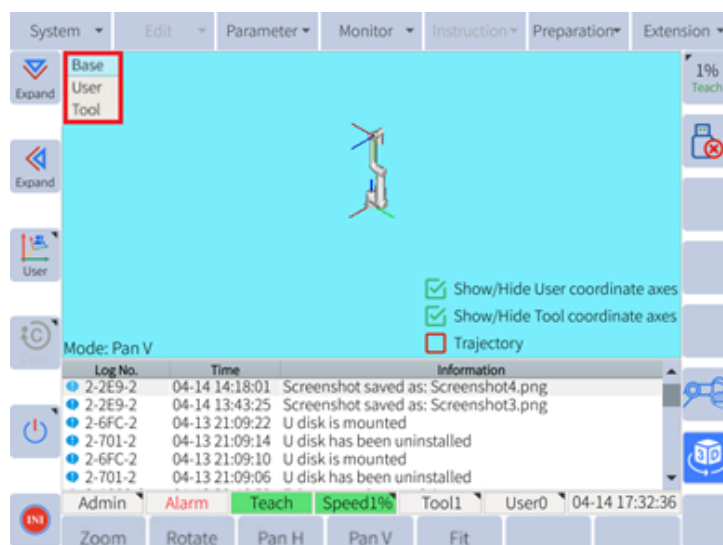 System Edit Parameter Monitor Instruction Preparation Extension
Expand
Base
User
Tool
1%
Teach
Expand
User
Show/Hide User coordinate axes
Show/Hide Tool coordinate axes
Trajectory
Mode: Pan V
Log No. Time Information
2-2E9-2 04-14 14:18:01 Screenshot saved as: Screenshot4.png
2-2E9-2 04-14 13:43:25 Screenshot saved as: Screenshot3.png
2-6FC-2 04-13 21:09:22 U disk is mounted
2-701-2 04-13 21:09:14 U disk has been uninstalled
2-6FC-2 04-13 21:09:10 U disk is mounted
2-701-2 04-13 21:09:06 U disk has been uninstalled
Admin Alarm Teach Speed1% Tool1 User0 04-14 17:32:36
INI
3D
Zoom Rotate Pan H Pan V Fit